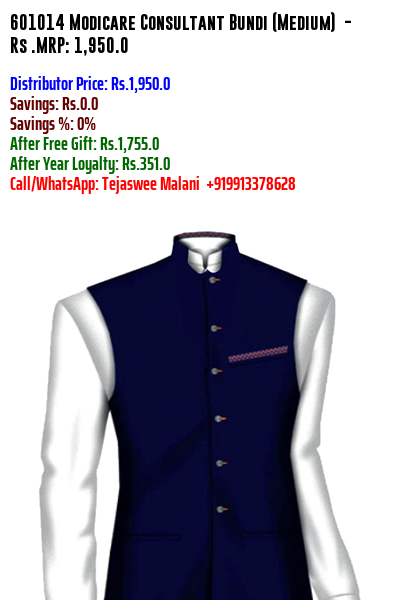 601014 Modicare Consultant Bundi (Medium) -
Rs .MRP: 1,950.0
Distributor Price: Rs.1,950.0
Savings: Rs.0.0
Savings %: 0%
After Free Gift: Rs.1,755.0
After Year Loyalty: Rs.351.0
Call/WhatsApp: Tejaswee Malani +919913378628